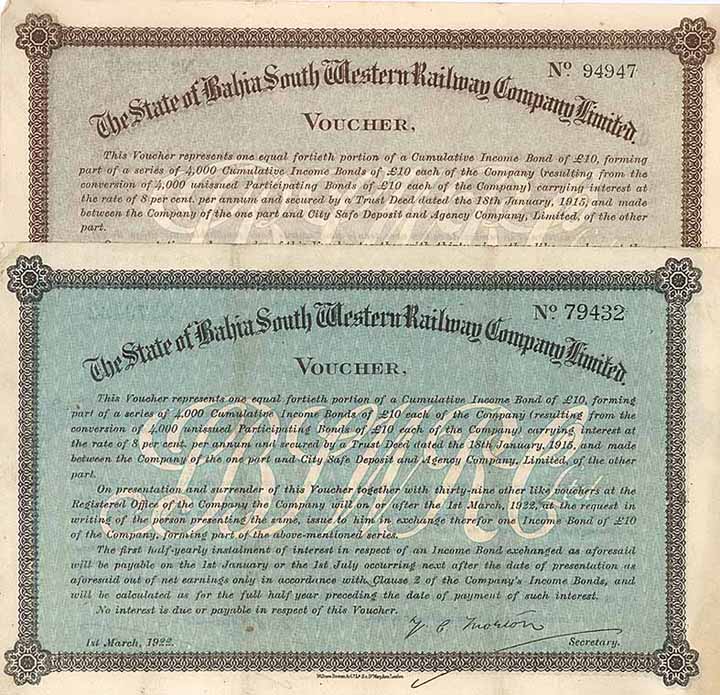 No 94947
The State of Bahia South Western Railway Company Limited.
VOUCHER.
This Voucher represents one equal fortieth portion of a Cumulative Income Bond of £10, forming
part of a series of 4,000 Cumulative Income Bonds of £10 each of the Company (resulting from the
conversion of 4,000 unissued Participating Bonds of £10 each of the Company) carrying interest at
the rate of 8 per cent. per annum and secured by a Trust Deed dated the 18th January, 1915, and made
between the Company of the one part and City Safe Deposit and Agency Company, Limited, of the other
part.
No 79432
The State of Bahia South Western Railway Company Limited.
VOUCHER.
This Voucher represents one equal fortieth portion of a Cumulative Income Bond of £10, forming
part of a series of 4,000 Cumulative Income Bonds of £10 each of the Company (resulting from the
conversion of 4,000 unissued Participating Bonds of £10 each of the Company) carrying interest at
the rate of 8 per cent. per annum and secured by a Trust Deed dated the 18th January, 1915, and made
between the Company of the one part and City Safe Deposit and Agency Company, Limited, of the other
part.
On presentation and surrender of this Voucher together with thirty-nine other like vouchers at the
Registered Office of the Company the Company will on or after the 1st March, 1922, at the request in
writing of the person presenting the same, issue to him in exchange therefor one Income Bond of £10
of the Company, forming part of the above-mentioned series.
The first half-yearly instalment of interest in respect of an Income Bond exchanged as aforesaid
will be payable on the 1st January or the 1st July occurring next after the date of presentation as
aforesaid out of net earnings only in accordance with Clause 2 of the Company's Income Bonds, and
will be calculated as for the full half year preceding the date of payment of such interest.
No interest is due or payable in respect of this Voucher.
1st March, 1922.
Secretary.